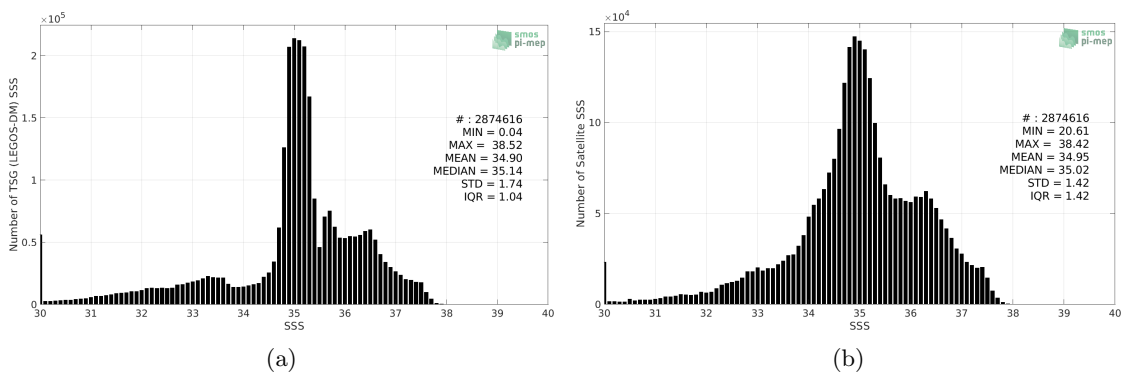 ×10⁵
smos
pi-mep
Number of TSG (LEGOS-DM) SSS
2
1.5
1
0.5
0
# : 2874616
MIN = 0.04
MAX = 38.52
MEAN = 34.90
MEDIAN = 35.14
STD = 1.74
IQR = 1.04
30 31 32 33 34 35 36 37 38 39 40
SSS
(a)
×10⁴
smos
pi-mep
Number of Satellite SSS
15
10
5
0
# : 2874616
MIN = 20.61
MAX = 38.42
MEAN = 34.95
MEDIAN = 35.02
STD = 1.42
IQR = 1.42
30 31 32 33 34 35 36 37 38 39 40
SSS
(b)